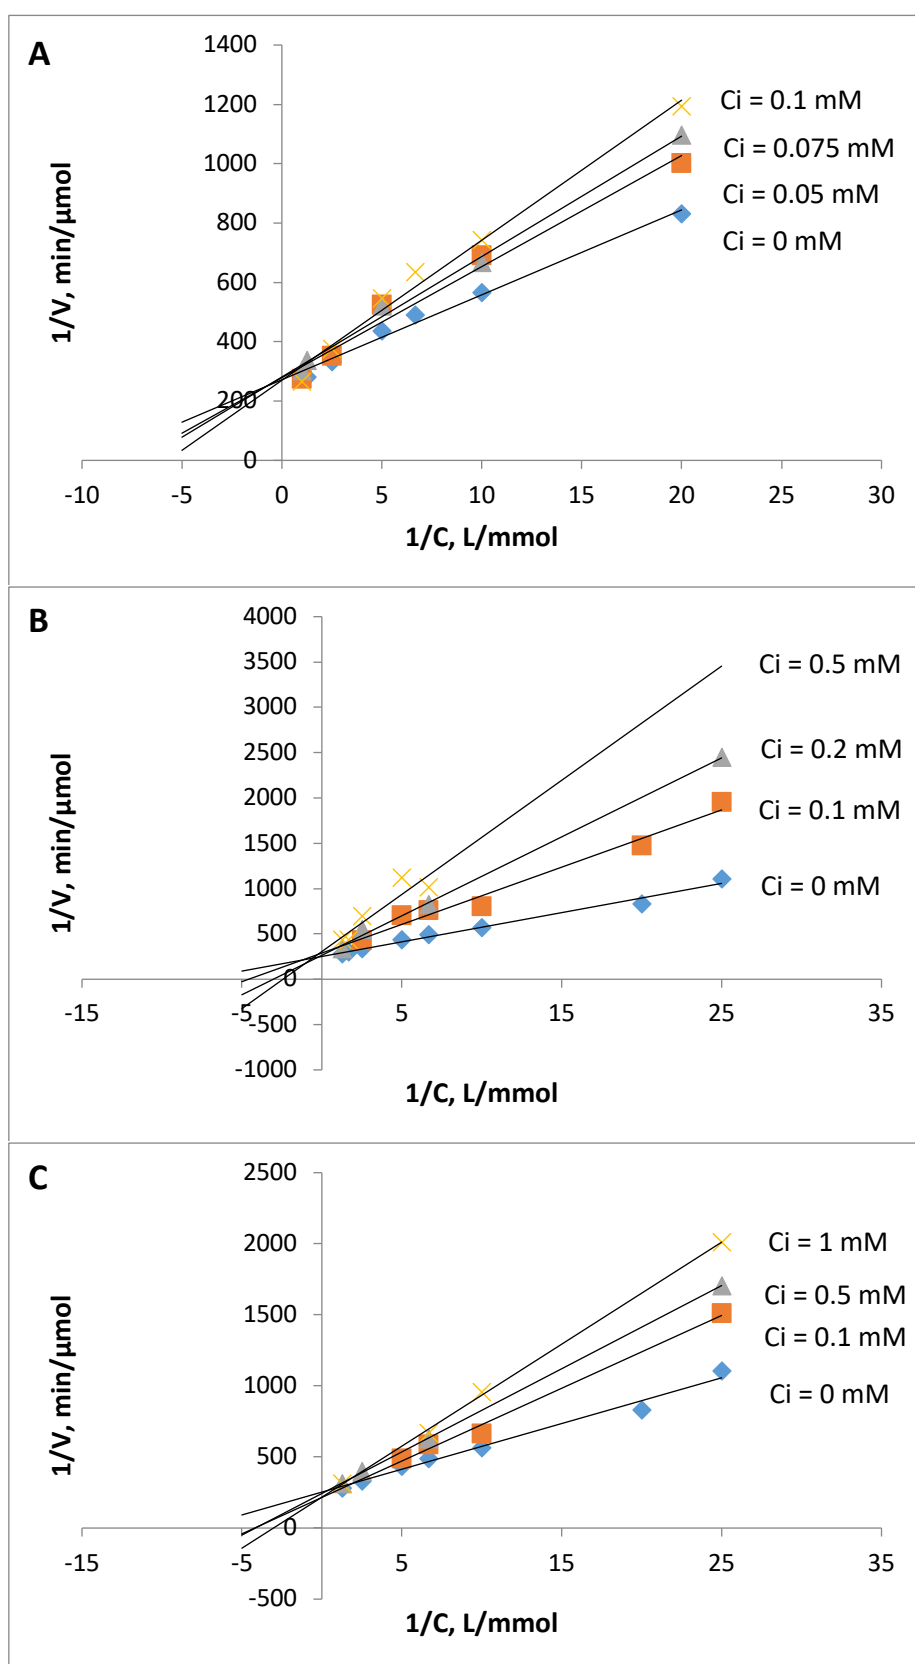 A
1400
1200
1000
800
600
400
200
0
-10
-5
0
5
10
15
20
25
30
1/V, min/µmol
1/C, L/mmol
Ci = 0.1 mM
Ci = 0.075 mM
Ci = 0.05 mM
Ci = 0 mM
B
4000
3500
3000
2500
2000
1500
1000
500
0
-500
-1000
-15
-5
5
15
25
35
1/V, min/µmol
1/C, L/mmol
Ci = 0.5 mM
Ci = 0.2 mM
Ci = 0.1 mM
Ci = 0 mM
C
2500
2000
1500
1000
500
0
-500
-15
-5
5
15
25
35
1/V, min/µmol
1/C, L/mmol
Ci = 1 mM
Ci = 0.5 mM
Ci = 0.1 mM
Ci = 0 mM